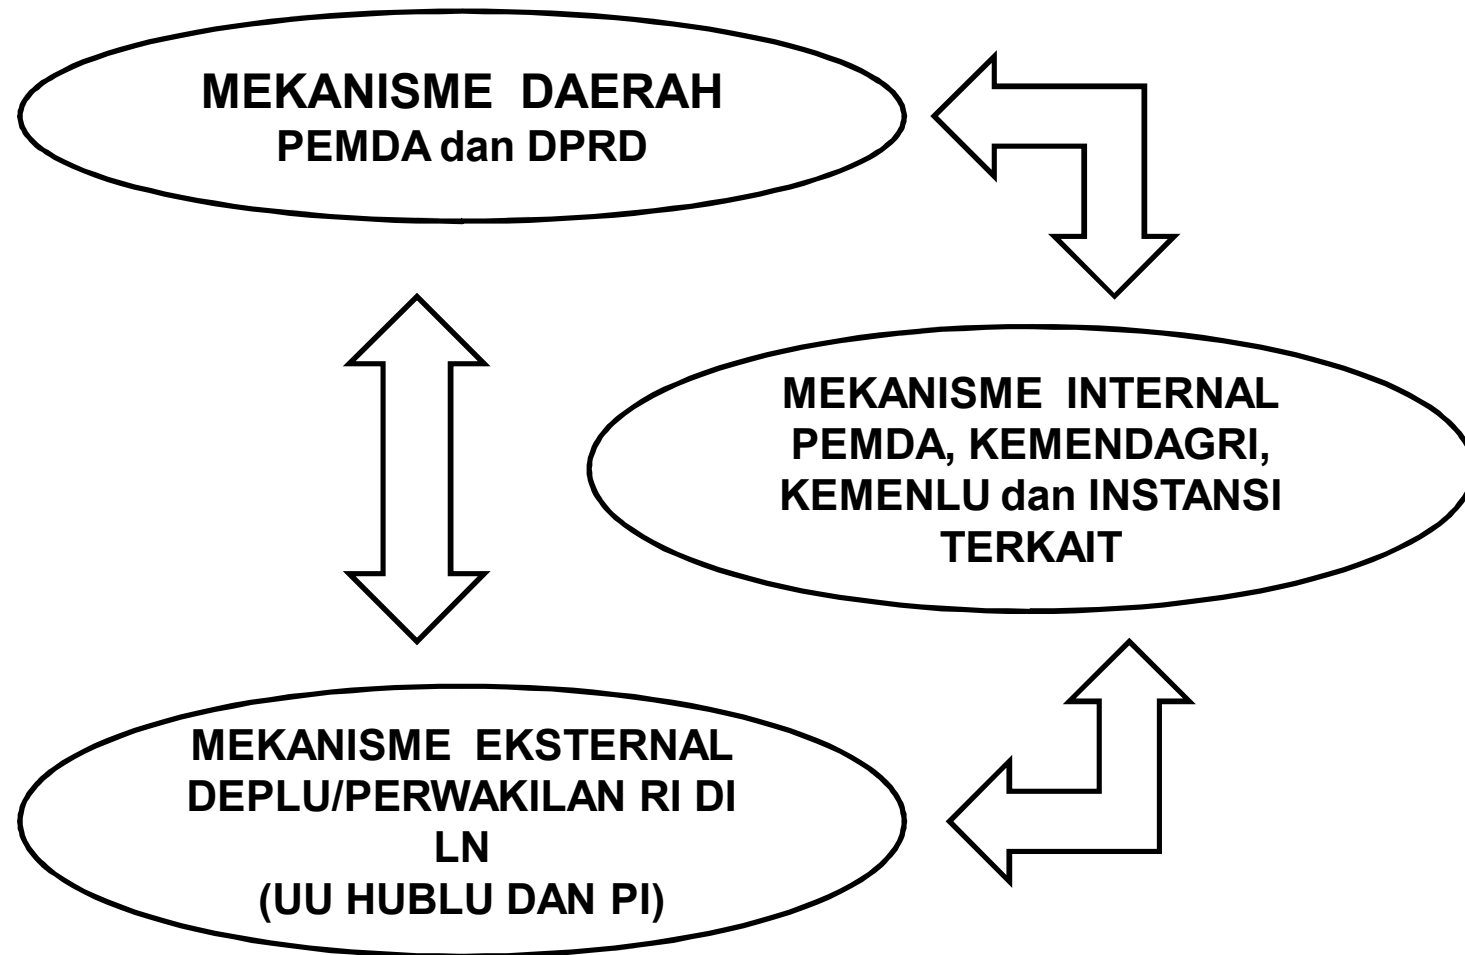 MEKANISME DAERAH
PEMDA dan DPRD
MEKANISME INTERNAL
PEMDA, KEMENDAGRI,
KEMENLU dan INSTANSI
TERKAIT
MEKANISME EKSTERNAL
DEPLU/PERWAKILAN RI DI
LN
(UU HUBLU DAN PI)